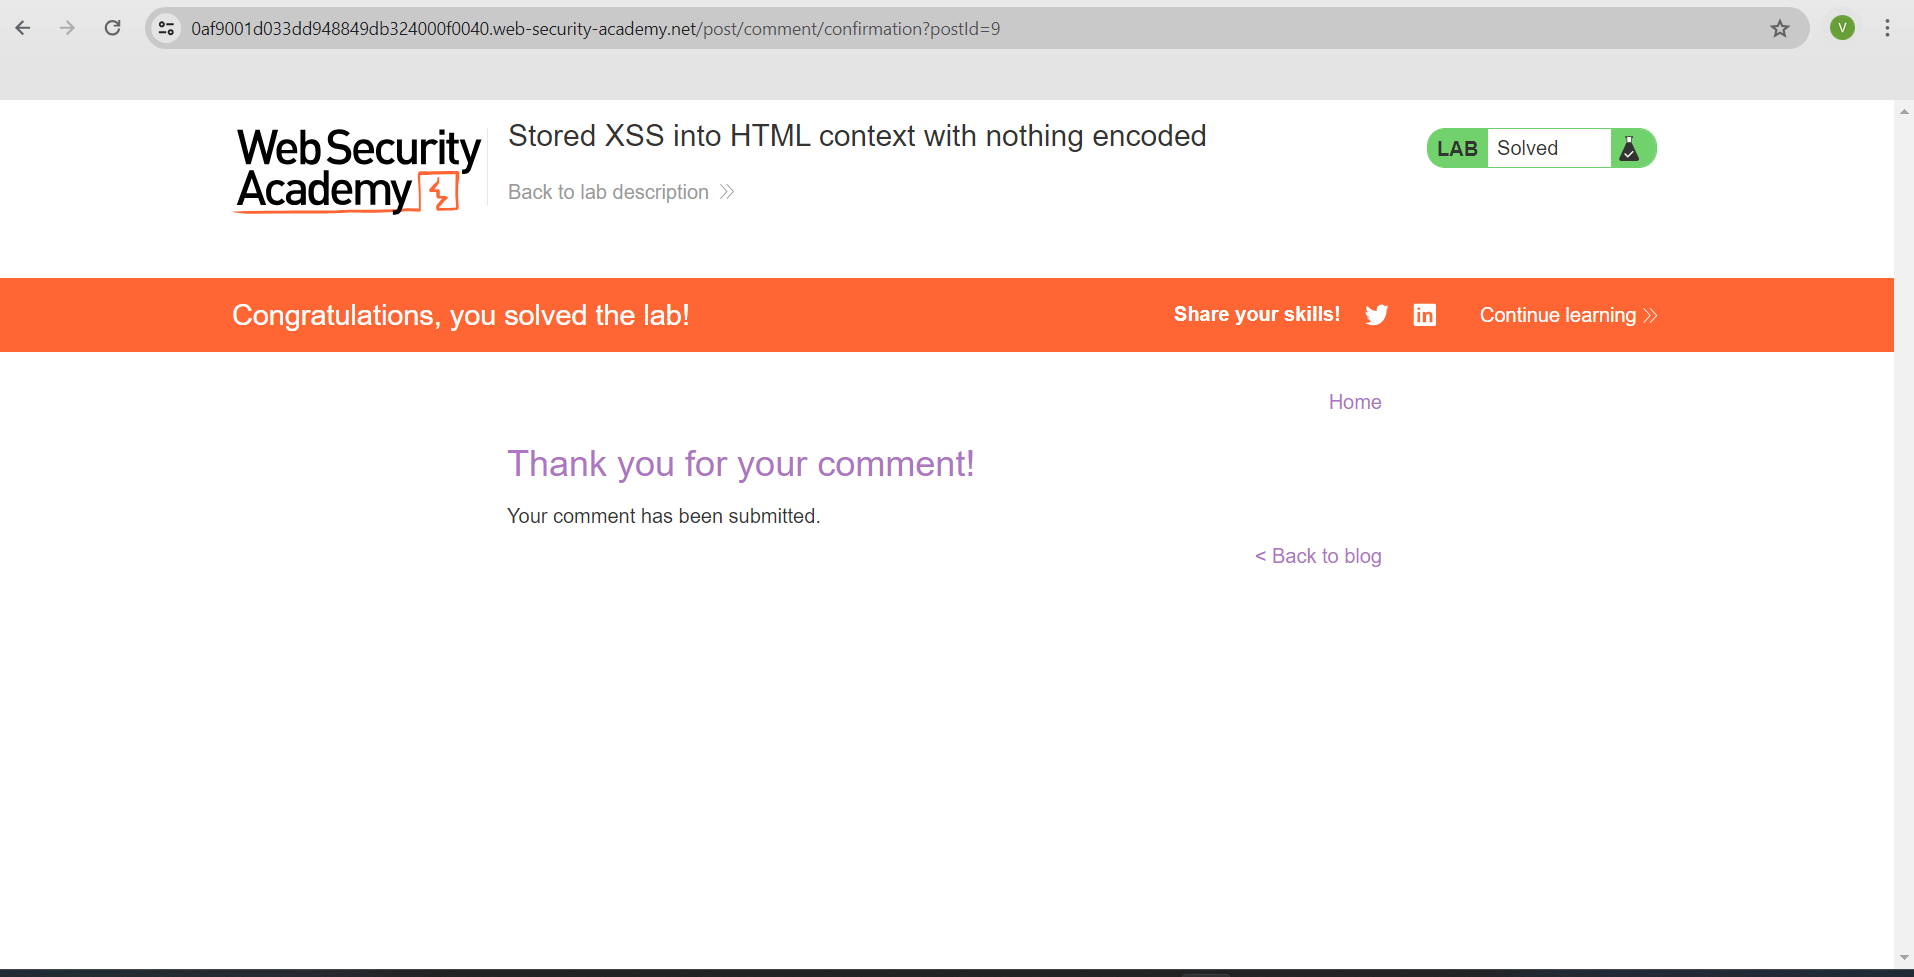 0af9001d033dd948849db324000f0040.web-security-academy.net/post/comment/confirmation?postId=9
V
Web Security
Academy
Stored XSS into HTML context with nothing encoded
Back to lab description
LAB Solved
Congratulations, you solved the lab!
Share your skills!
in
Continue learning
Home
Thank you for your comment!
Your comment has been submitted.
< Back to blog